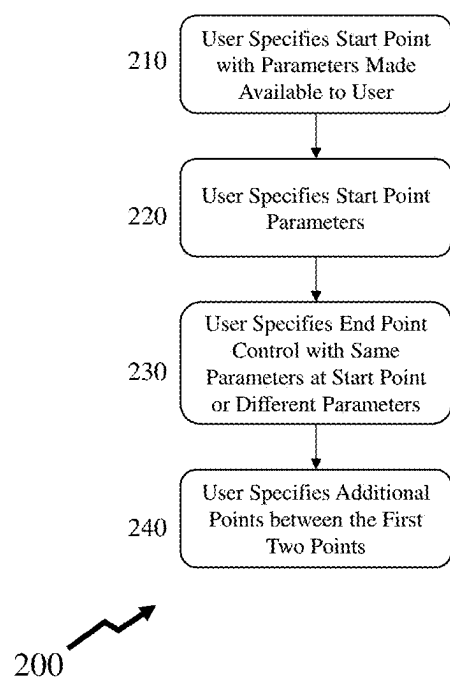 210
User Specifies Start Point
with Parameters Made
Available to User
220
User Specifies Start Point
Parameters
230
User Specifies End Point
Control with Same
Parameters at Start Point
or Different Parameters
240
User Specifies Additional
Points between the First
Two Points
200